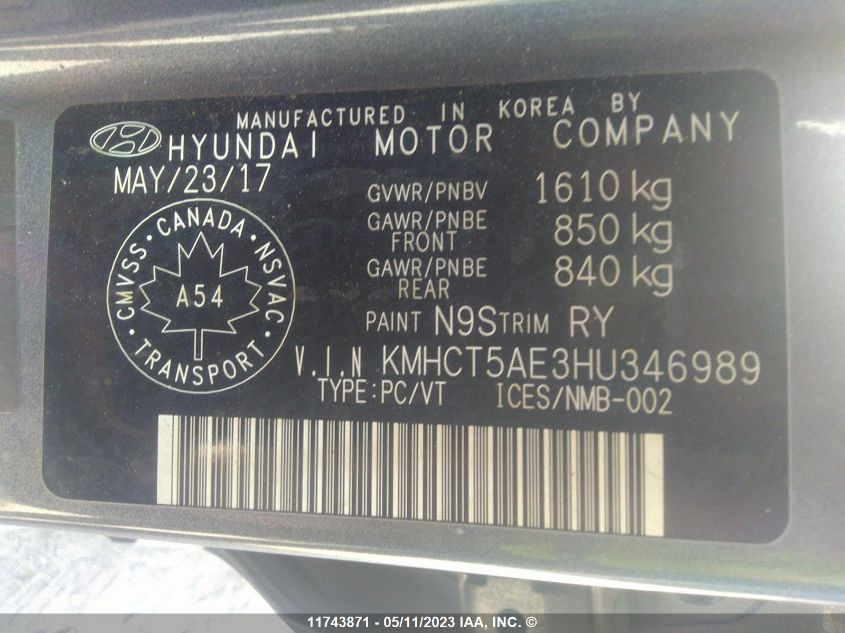 MANUFACTURED IN KOREA BY
HYUNDAI MOTOR COMPANY
MAY/23/17
GVWR/PNBV 1610 kg
GAWR/PNBE FRONT 850 kg
GAWR/PNBE REAR 840 kg
CMVSS · CANADA · NSVAC · TRANSPORT ·
A54
PAINT N9S TRIM RY
V.I.N KMHCT5AE3HU346989
TYPE:PC/VT ICES/NMB-002
11743871 - 05/11/2023 IAA, Inc. ©